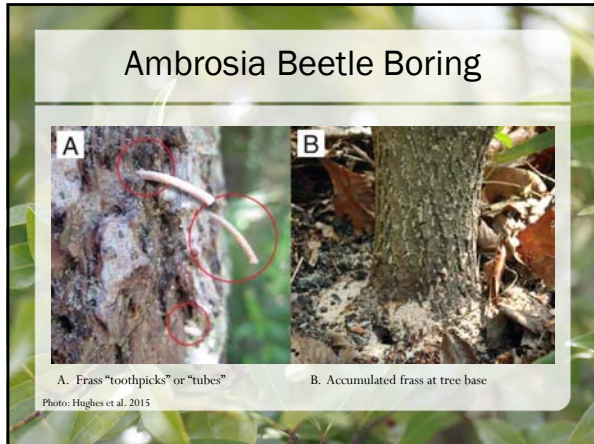 Ambrosia Beetle Boring
A
B
A. Frass “toothpicks” or “tubes”
B. Accumulated frass at tree base
Photo: Hughes et al. 2015